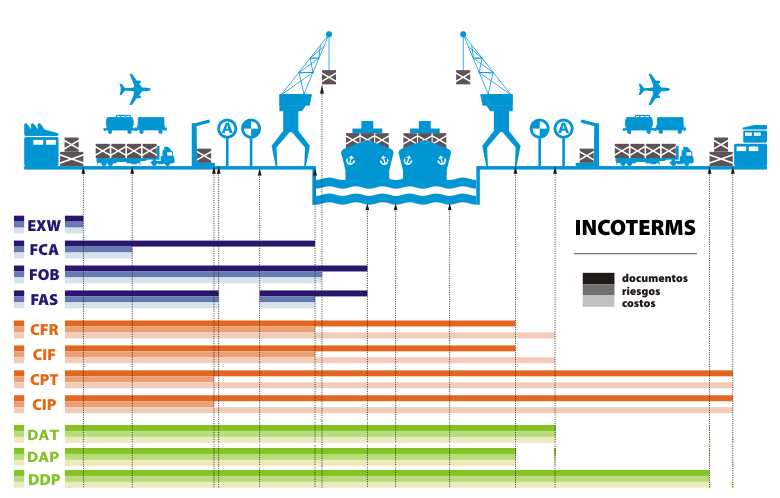 A
A
EXW
INCOTERMS
FCA
FOB
documentos
riesgos
FAS
costos
CFR
CIF
CPT
CIP
DAT
DAP
DDP